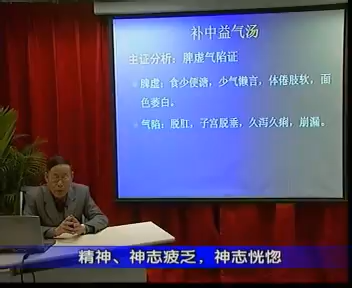 补中益气汤
主证分析：脾虚气陷证
脾虚：食少便溏，少气懒言，体倦肢软，面
色萎白。
气陷：脱肛，子宫脱垂，久泻久痢，崩漏。
精神、神志疲乏，神志恍惚